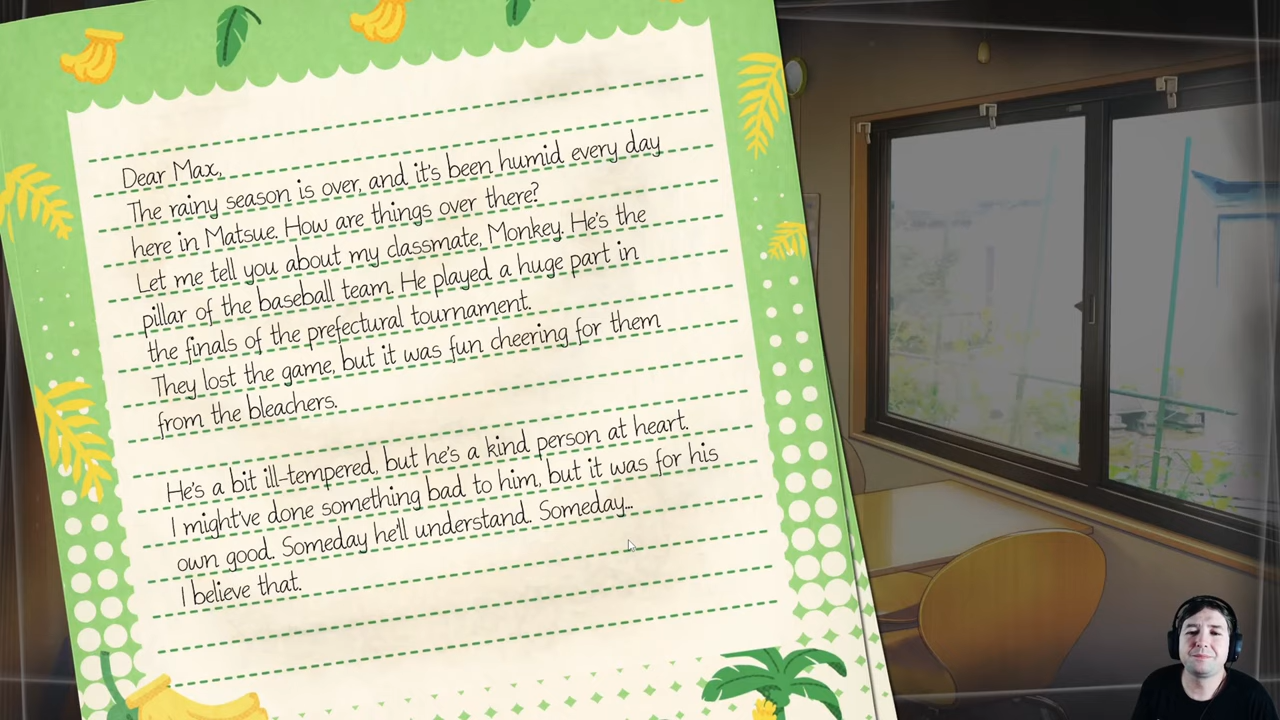 Dear Max,
The rainy season is over, and it's been humid every day
here in Matsue. How are things over there?
Let me tell you about my classmate, Monkey. He's the
pillar of the baseball team. He played a huge part in
the finals of the prefectural tournament.
They lost the game, but it was fun cheering for them
from the bleachers.
He's a bit ill-tempered, but he's a kind person at heart.
I might've done something bad to him, but it was for his
own good. Someday he'll understand. Someday...
I believe that.